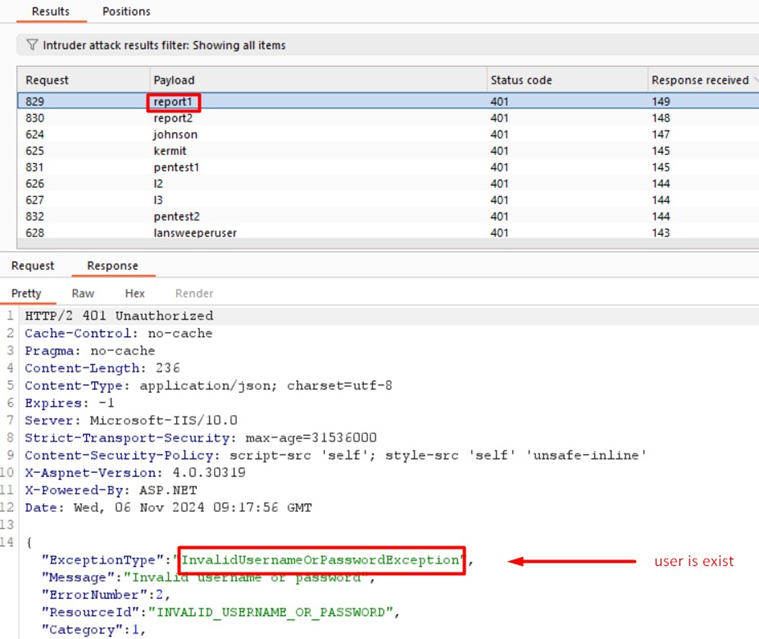 Results Positions
Intruder attack results filter: Showing all items
Request Payload Status code Response received
829 report1 401 149
830 report2 401 148
624 johnson 401 147
625 kermit 401 145
831 pentest1 401 145
626 l2 401 144
627 l3 401 144
832 pentest2 401 144
628 lansweeperuser 401 143
Request Response
Pretty Raw Hex Render
1 HTTP/2 401 Unauthorized
2 Cache-Control: no-cache
3 Pragma: no-cache
4 Content-Length: 236
5 Content-Type: application/json; charset=utf-8
6 Expires: -1
7 Server: Microsoft-IIS/10.0
8 Strict-Transport-Security: max-age=31536000
9 Content-Security-Policy: script-src 'self'; style-src 'self' 'unsafe-inline'
10 X-Aspnet-Version: 4.0.30319
11 X-Powered-By: ASP.NET
12 Date: Wed, 06 Nov 2024 09:17:56 GMT
13
14 {
"ExceptionType":"InvalidUsernameOrPasswordException", user is exist
"Message":"Invalid username or password",
"ErrorNumber":2,
"ResourceId":"INVALID_USERNAME_OR_PASSWORD",
"Category":1,